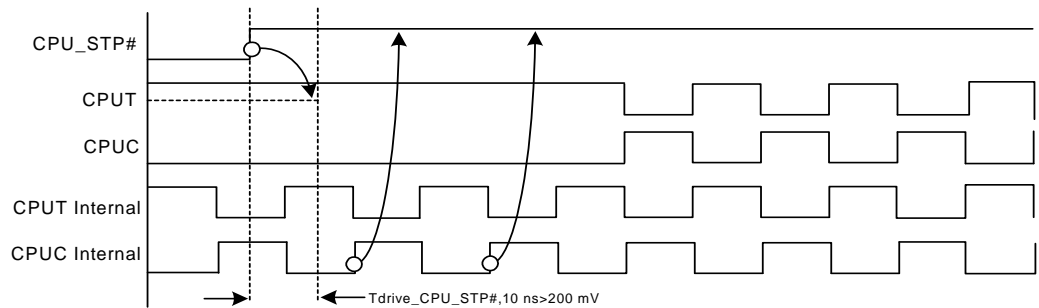 CPU_STP#
CPUT
CPUC
CPUT Internal
CPUC Internal
Tdrive_CPU_STP#,10 ns>200 mV